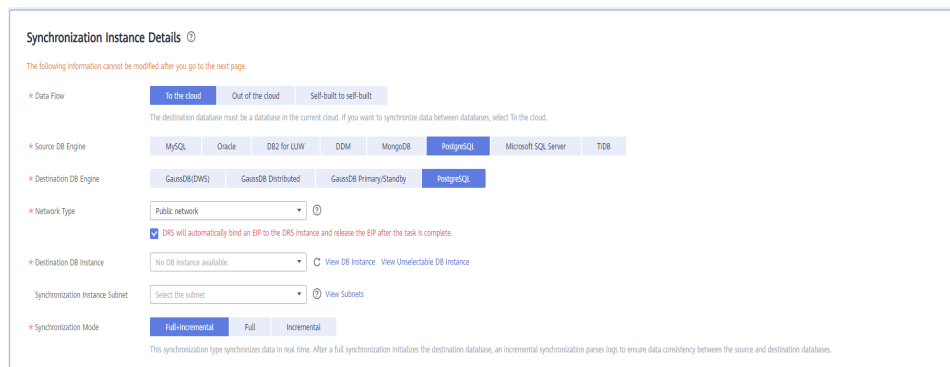 Synchronization Instance Details ?
The following information cannot be modified after you go to the next page.
* Data Flow To the cloud Out of the cloud Self-built to self-built
The destination database must be a database in the current cloud. If you want to synchronize data between databases, select To the cloud.
* Source DB Engine MySQL Oracle DB2 for LUW DDM MongoDB PostgreSQL Microsoft SQL Server TiDB
* Destination DB Engine GaussDB(DWS) GaussDB Distributed GaussDB Primary/Standby PostgreSQL
* Network Type Public network ?
DRS will automatically bind an EIP to the DRS instance and release the EIP after the task is complete.
* Destination DB Instance No DB instance available. View DB Instance View Unselectable DB Instance
Synchronization Instance Subnet Select the subnet ? View Subnets
* Synchronization Mode Full+Incremental Full Incremental
This synchronization type synchronizes data in real time. After a full synchronization initializes the destination database, an incremental synchronization parses logs to ensure data consistency between the source and destination databases.